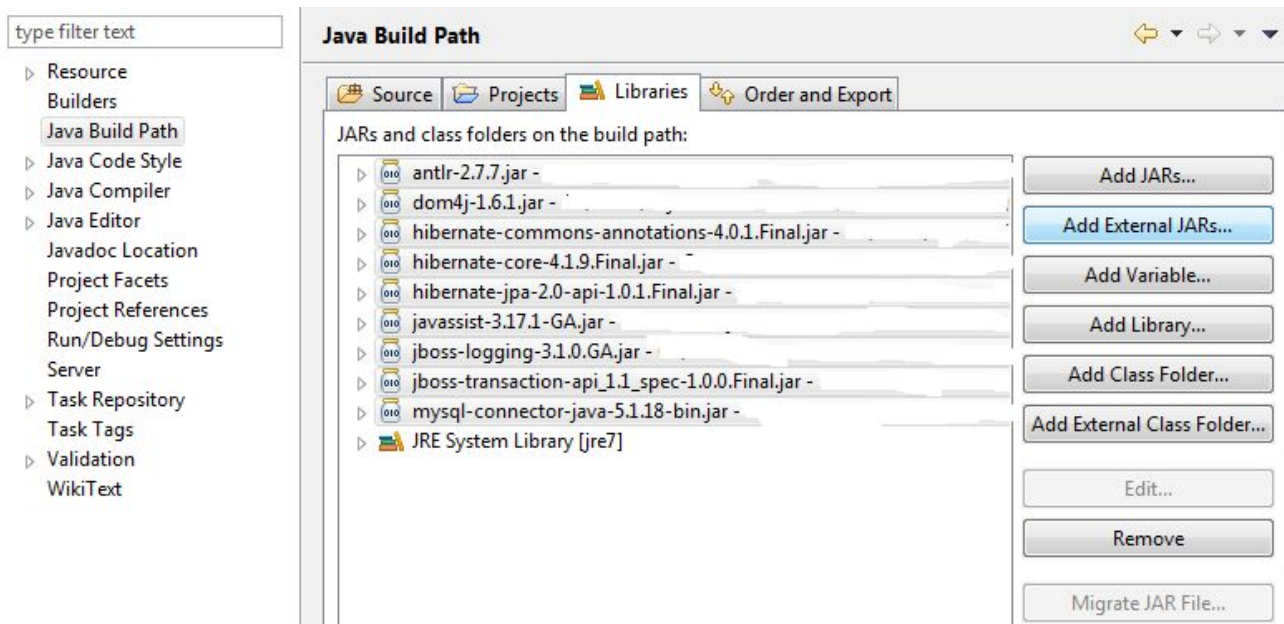 type filter text
Resource
Builders
Java Build Path
Java Code Style
Java Compiler
Java Editor
Javadoc Location
Project Facets
Project References
Run/Debug Settings
Server
Task Repository
Task Tags
Validation
WikiText
Java Build Path
Source Projects Libraries Order and Export
JARs and class folders on the build path:
antlr-2.7.7.jar -
dom4j-1.6.1.jar -
hibernate-commons-annotations-4.0.1.Final.jar -
hibernate-core-4.1.9.Final.jar -
hibernate-jpa-2.0-api-1.0.1.Final.jar -
javassist-3.17.1-GA.jar -
jboss-logging-3.1.0.GA.jar -
jboss-transaction-api_1.1_spec-1.0.0.Final.jar -
mysql-connector-java-5.1.18-bin.jar -
JRE System Library [jre7]
Add JARs...
Add External JARs...
Add Variable...
Add Library...
Add Class Folder...
Add External Class Folder...
Edit...
Remove
Migrate JAR File...